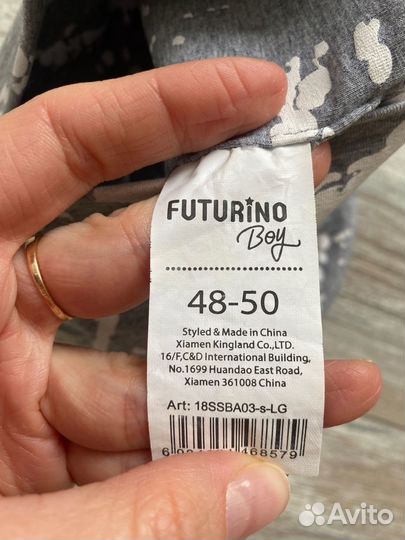 FUTURINO
Boy
48-50
Styled & Made in China
Xiamen Kingland Co.,LTD.
16/F,C&D International Building,
No.1699 Huandao East Road,
Xiamen 361008 China
Art: 18SSBA03-s-LG
468579
Avito